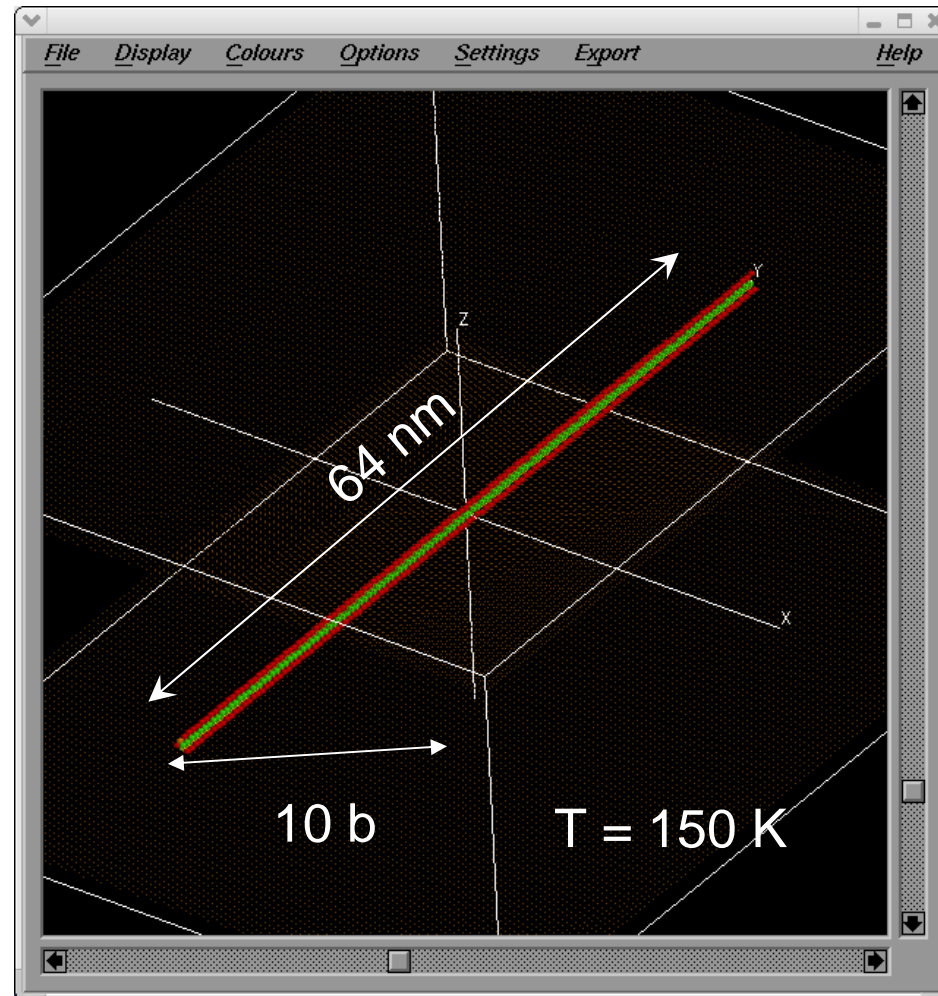 File Display Colours Options Settings Export Help
Y
Z
64 nm
X
10 b
T = 150 K